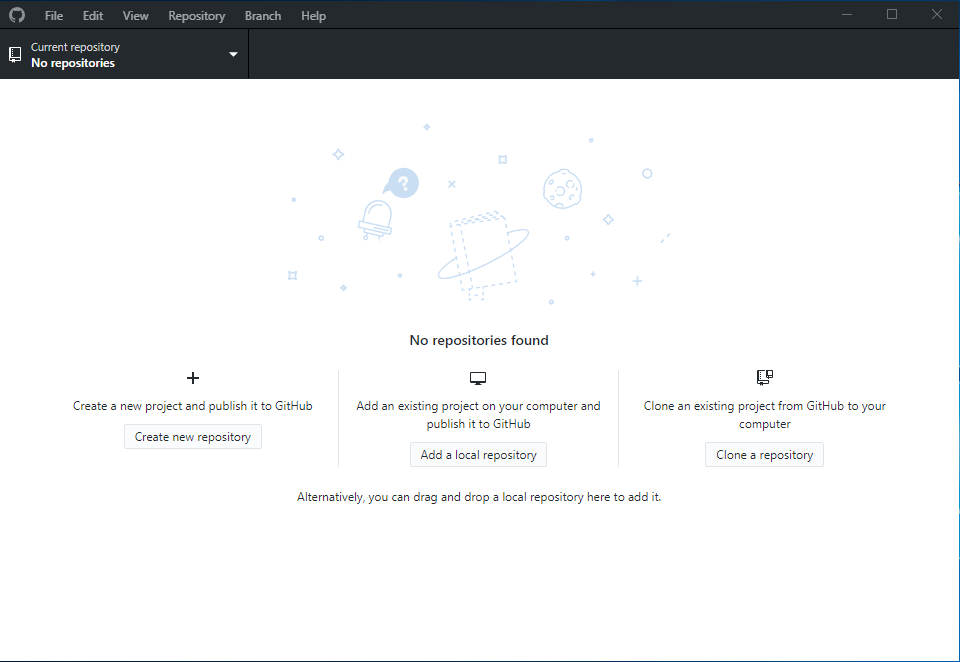 File Edit View Repository Branch Help
Current repository
No repositories
?
No repositories found
Create a new project and publish it to GitHub
Create new repository
Add an existing project on your computer and
publish it to GitHub
Add a local repository
Clone an existing project from GitHub to your
computer
Clone a repository
Alternatively, you can drag and drop a local repository here to add it.